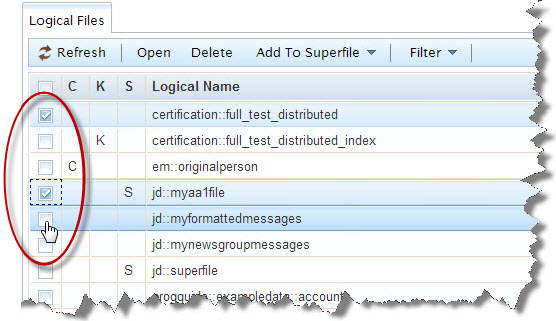 Logical Files
Refresh Open Delete Add To Superfile Filter
C K S Logical Name
certification::full_test_distributed
K certification::full_test_distributed_index
C em::originalperson
S jd::myaa1file
jd::myformattedmessages
jd::mynewsgroupmessages
S jd::superfile
progguide::exampledata::account